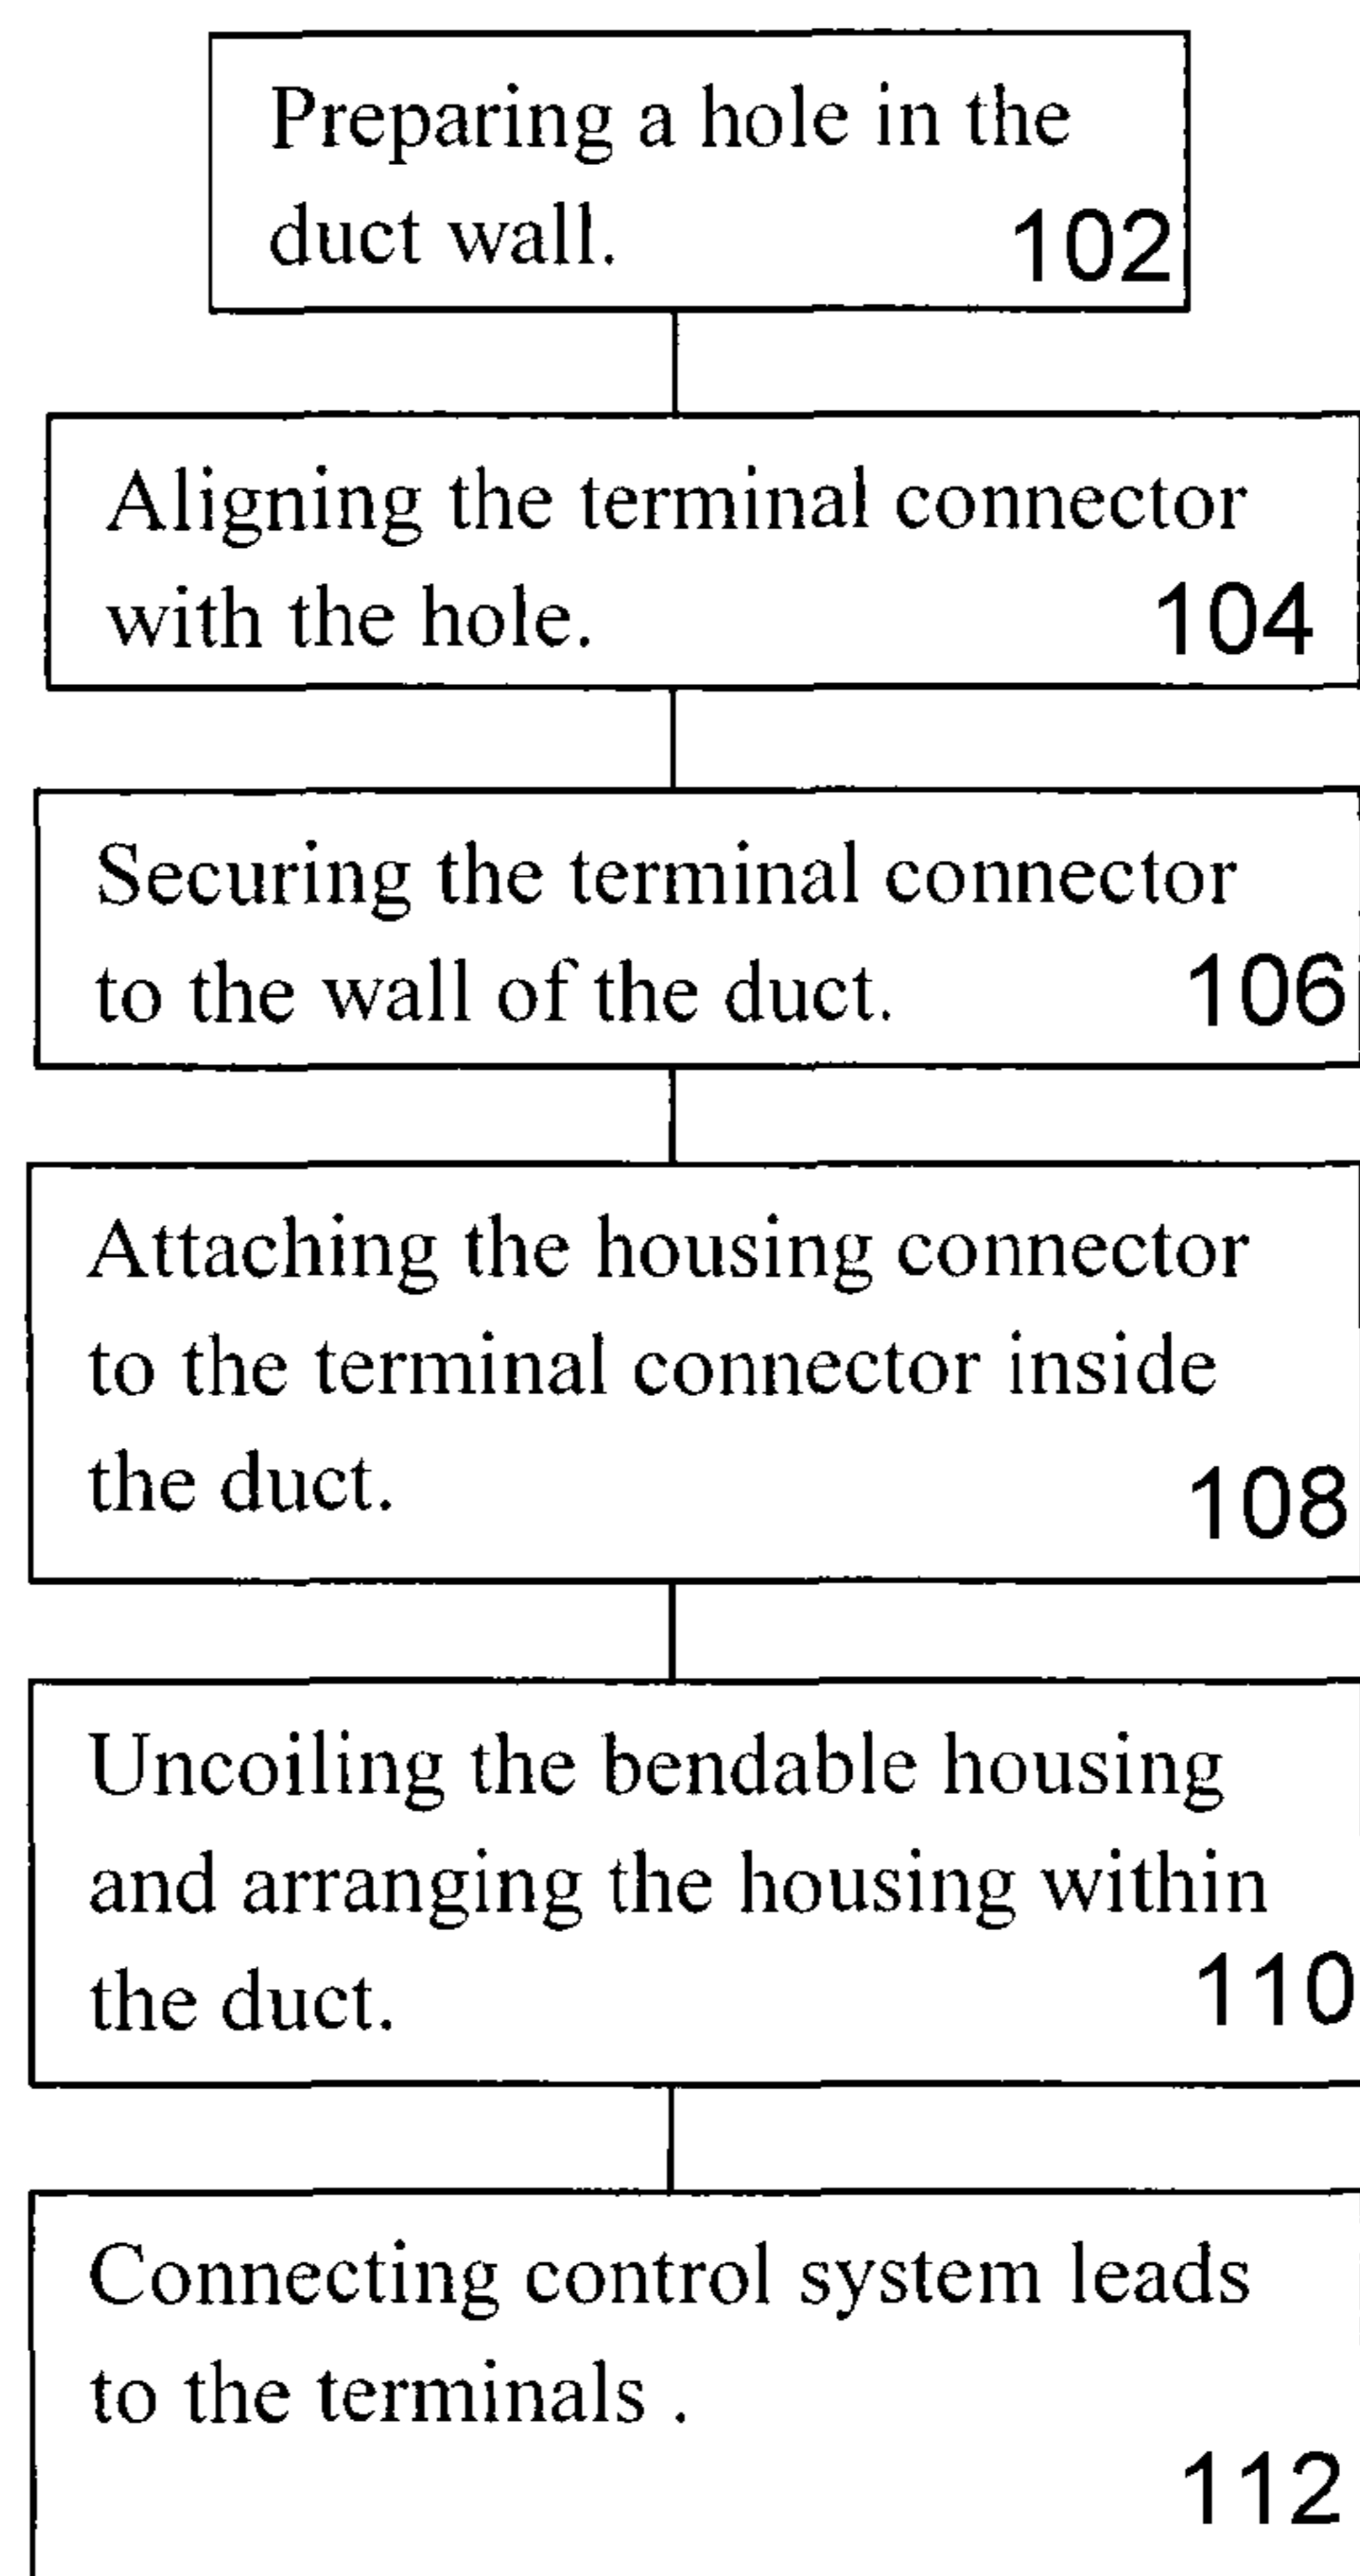 Preparing a hole in the
duct wall.
102
Aligning the terminal connector
with the hole.
104
Securing the terminal connector
to the wall of the duct.
106
Attaching the housing connector
to the terminal connector inside
the duct.
108
Uncoiling the bendable housing
and arranging the housing within
the duct.
110
Connecting control system leads
to the terminals .
112